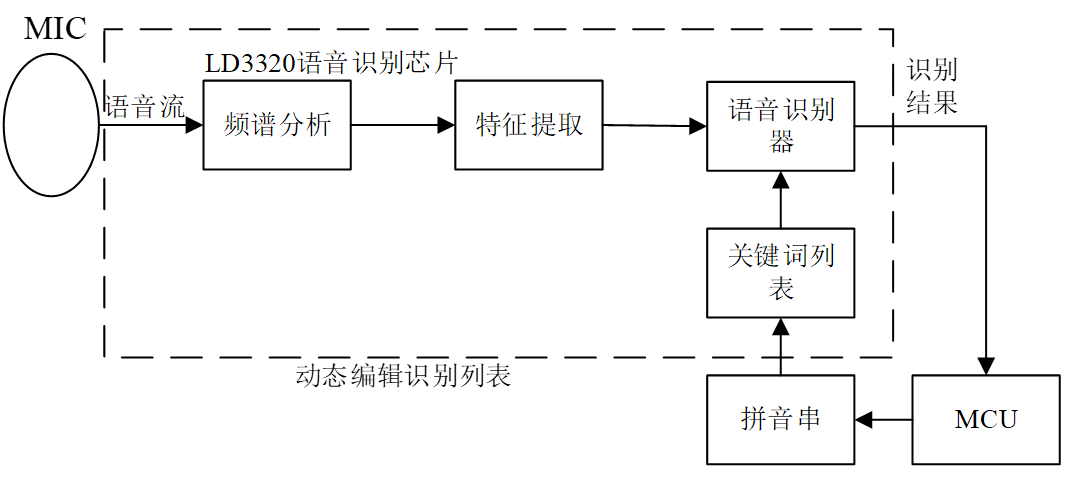 MIC
LD3320语音识别芯片
语音流
频谱分析
特征提取
语音识别
器
识别
结果
关键词列
表
动态编辑识别列表
拼音串
MCU